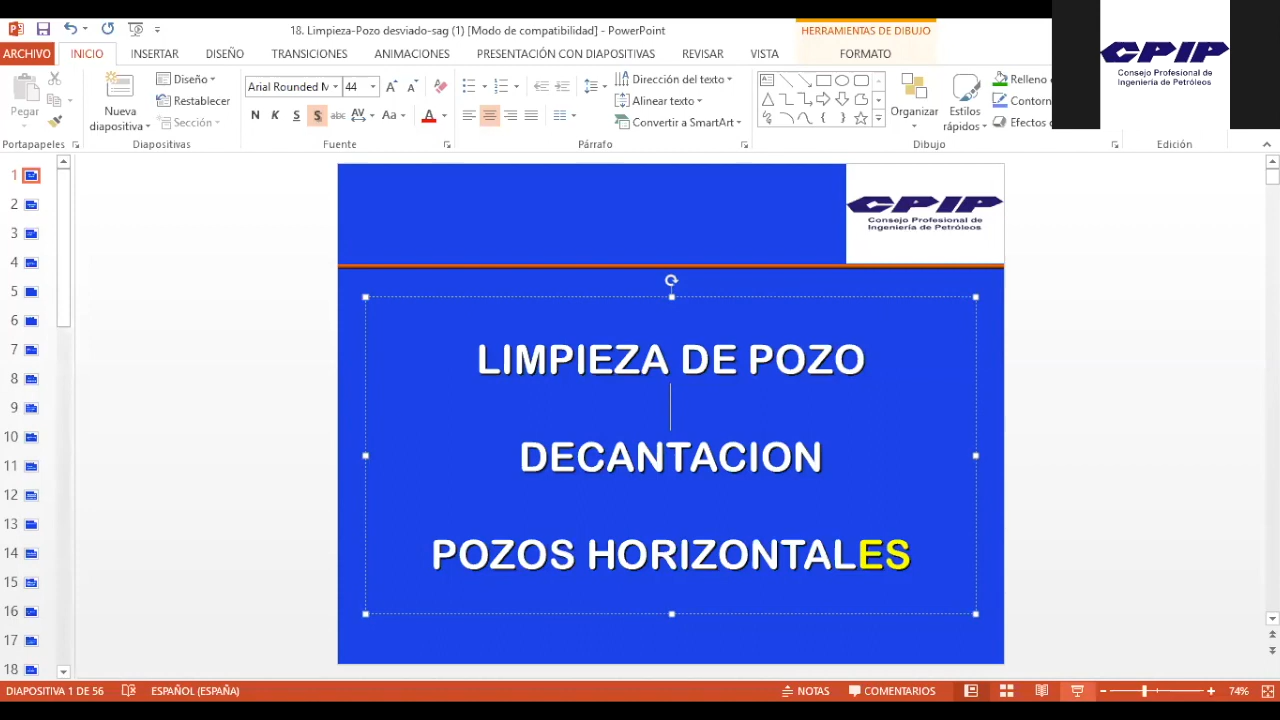 18. Limpieza-Pozo desviado-sag (1) [Modo de compatibilidad] - PowerPoint
HERRAMIENTAS DE DIBUJO
ARCHIVO INICIO INSERTAR DISEÑO TRANSICIONES ANIMACIONES PRESENTACIÓN CON DIAPOSITIVAS REVISAR VISTA FORMATO
CPIP
Consejo Profesional de
Ingeniería de Petróleos
Pegar
Nueva
diapositiva
Diseño
Restablecer
Sección
Arial Rounded M 44
N K S S abc AV Aa A
Dirección del texto
Alinear texto
Convertir a SmartArt
Organizar
Estilos
rápidos
Relleno
Contorn
Efectos
Portapapeles Diapositivas Fuente Párrafo Dibujo Edición
1
2
3
4
5
6
7
8
9
10
11
12
13
14
15
16
17
18
CPIP
Consejo Profesional de
Ingeniería de Petróleos
LIMPIEZA DE POZO
DECANTACION
POZOS HORIZONTALES
DIAPOSITIVA 1 DE 56 ESPAÑOL (ESPAÑA) NOTAS COMENTARIOS 74%